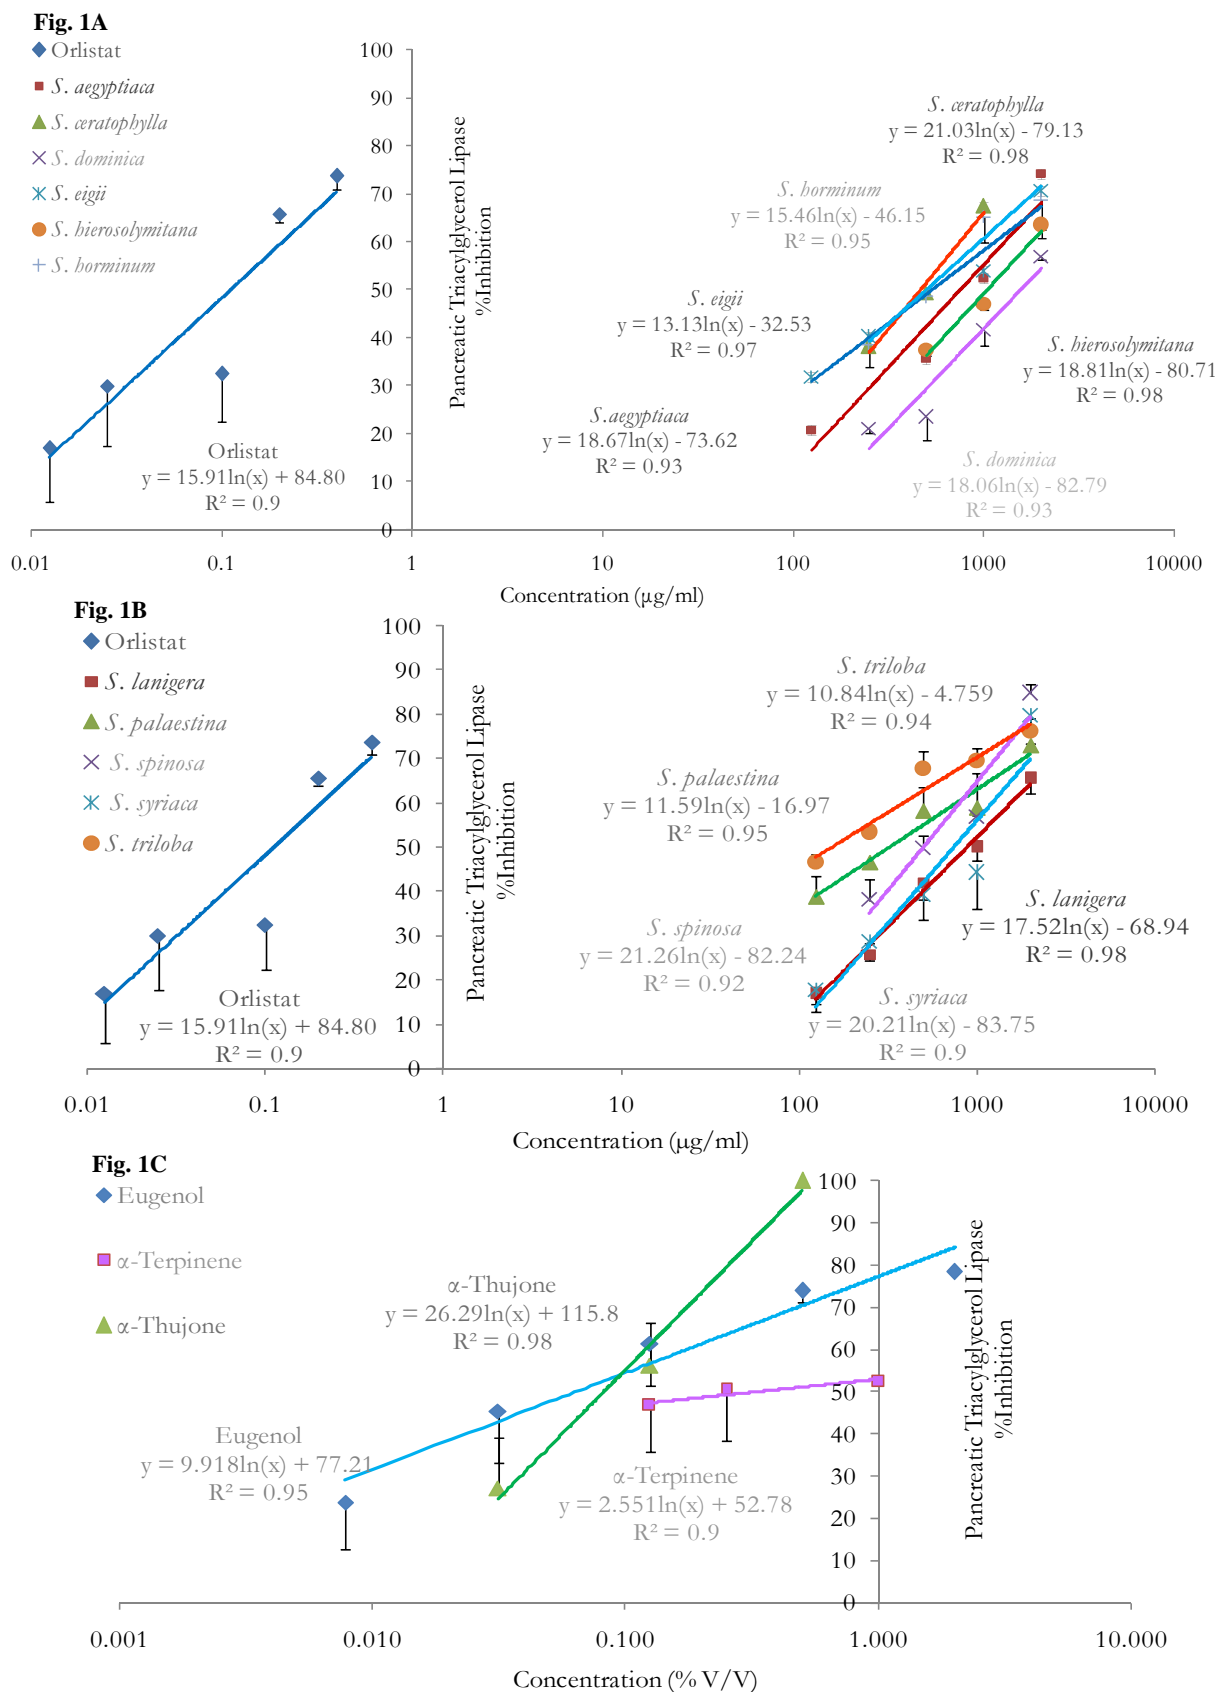 Fig. 1A
Orlistat
S. aegyptiaca
S. ceratophylla
S. dominica
S. eigii
S. hierosolymitana
S. horminum
100
90
80
70
60
50
40
30
20
10
0
Pancreatic Triacylglycerol Lipase
%Inhibition
S. ceratophylla
y = 21.03ln(x) - 79.13
R² = 0.98
S. horminum
y = 15.46ln(x) - 46.15
R² = 0.95
S. eigii
y = 13.13ln(x) - 32.53
R² = 0.97
S. hierosolymitana
y = 18.81ln(x) - 80.71
R² = 0.98
S.aegyptiaca
y = 18.67ln(x) - 73.62
R² = 0.93
Orlistat
y = 15.91ln(x) + 84.80
R² = 0.9
S. dominica
y = 18.06ln(x) - 82.79
R² = 0.93
0.01 0.1 1 10 100 1000 10000
Concentration (µg/ml)
Fig. 1B
Orlistat
S. lanigera
S. palaestina
S. spinosa
S. syriaca
S. triloba
100
90
80
70
60
50
40
30
20
10
0
Pancreatic Triacylglycerol Lipase
%Inhibition
S. triloba
y = 10.84ln(x) - 4.759
R² = 0.94
S. palaestina
y = 11.59ln(x) - 16.97
R² = 0.95
S. lanigera
y = 17.52ln(x) - 68.94
R² = 0.98
S. spinosa
y = 21.26ln(x) - 82.24
R² = 0.92
Orlistat
y = 15.91ln(x) + 84.80
R² = 0.9
S. syriaca
y = 20.21ln(x) - 83.75
R² = 0.9
0.01 0.1 1 10 100 1000 10000
Concentration (µg/ml)
Fig. 1C
Eugenol
α-Terpinene
α-Thujone
100
90
80
70
60
50
40
30
20
10
0
Pancreatic Triacylglycerol Lipase
%Inhibition
α-Thujone
y = 26.29ln(x) + 115.8
R² = 0.98
Eugenol
y = 9.918ln(x) + 77.21
R² = 0.95
α-Terpinene
y = 2.551ln(x) + 52.78
R² = 0.9
0.001 0.010 0.100 1.000 10.000
Concentration (% V/V)